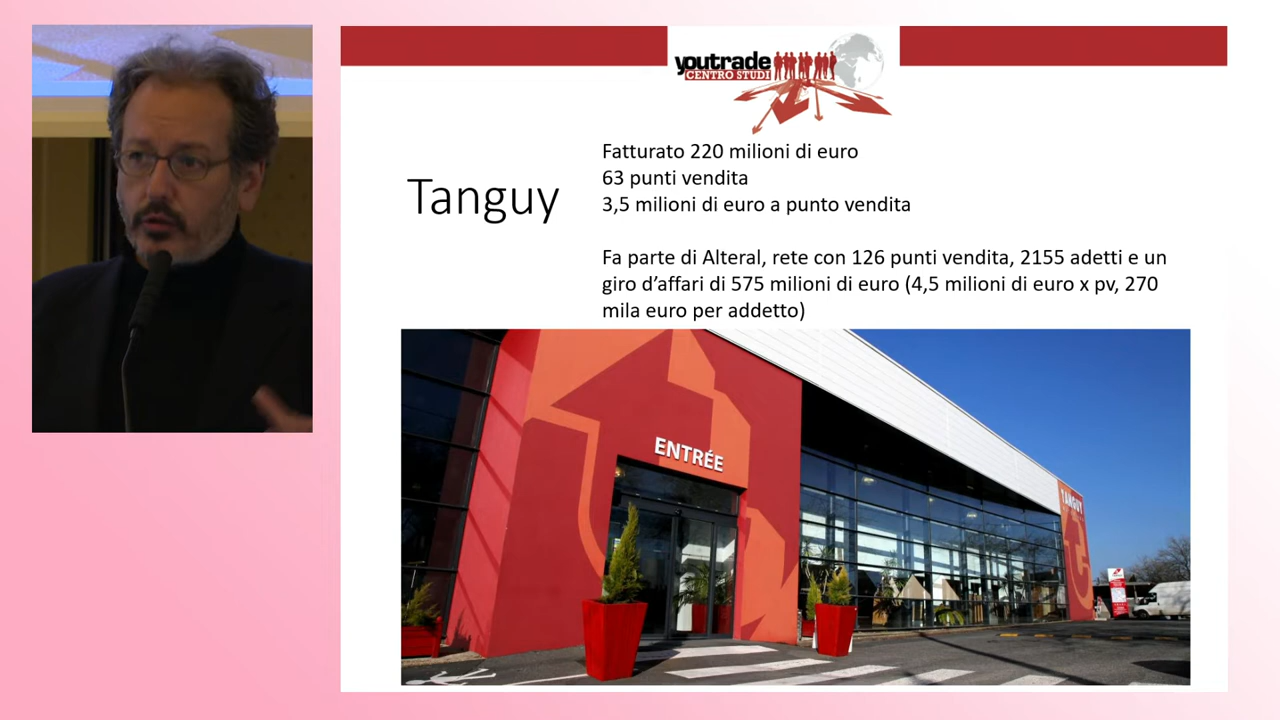 youtrade
CENTRO STUDI
Tanguy
Fatturato 220 milioni di euro
63 punti vendita
3,5 milioni di euro a punto vendita
Fa parte di Alteral, rete con 126 punti vendita, 2155 adetti e un
giro d'affari di 575 milioni di euro (4,5 milioni di euro x pv, 270
mila euro per addetto)
ENTRÉE
TANGUY